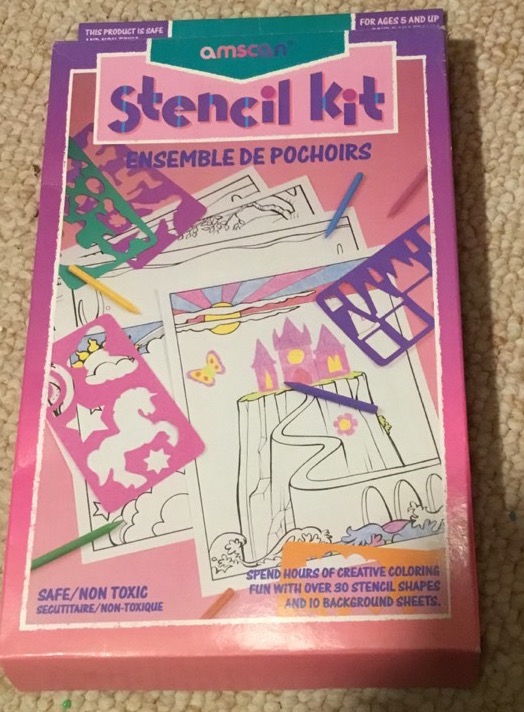 THIS PRODUCT IS SAFE
FOR AGES 5 AND UP
amscan
Stencil kit
ENSEMBLE DE POCHOIRS
SAFE/NON TOXIC
SECUTITAIRE/NON-TOXIQUE
SPEND HOURS OF CREATIVE COLORING
FUN WITH OVER 30 STENCIL SHAPES
AND 10 BACKGROUND SHEETS.